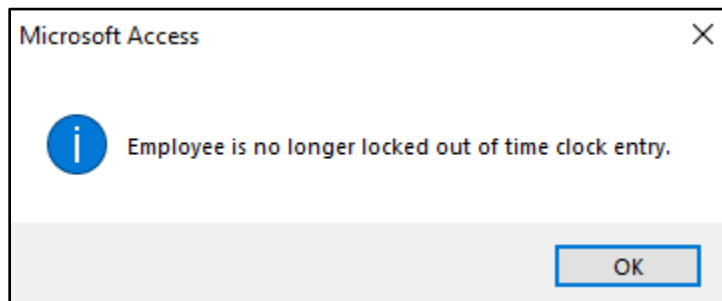 Microsoft Access
Employee is no longer locked out of time clock entry.
OK